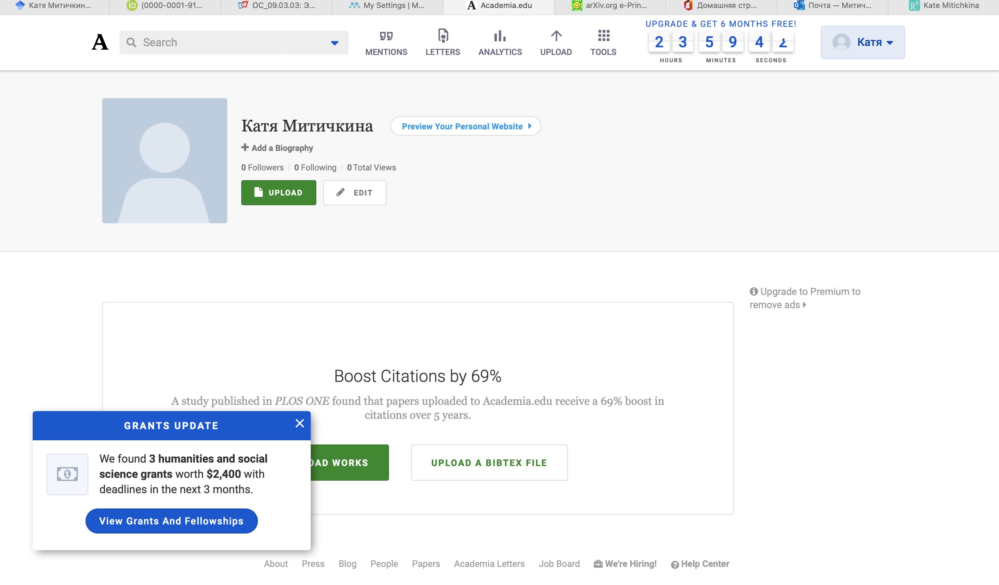 Катя Митичкин...
(0000-0001-91...
ОС_09.03.03: Э...
My Settings | M...
Academia.edu
arXiv.org e-Prin...
Домашняя стр...
Почта — Митич...
Kate Mitichkina
A
Search
MENTIONS
LETTERS
ANALYTICS
UPLOAD
TOOLS
UPGRADE & GET 6 MONTHS FREE!
2 3 5 9 4
HOURS MINUTES SECONDS
Катя
Катя Митичкина
Preview Your Personal Website
Add a Biography
0 Followers | 0 Following | 0 Total Views
UPLOAD
EDIT
Upgrade to Premium to
remove ads
Boost Citations by 69%
A study published in PLOS ONE found that papers uploaded to Academia.edu receive a 69% boost in
citations over 5 years.
WORKS
UPLOAD A BIBTEX FILE
GRANTS UPDATE
We found 3 humanities and social
science grants worth $2,400 with
deadlines in the next 3 months.
View Grants And Fellowships
About Press Blog People Papers Academia Letters Job Board We're Hiring! Help Center